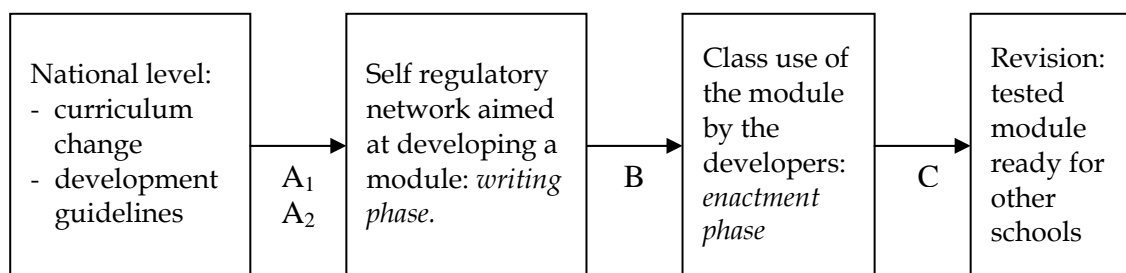 National level:
- curriculum
change
- development
guidelines
A₁
A₂
Self regulatory
network aimed
at developing a
module: writing
phase.
B
Class use of
the module
by the
developers:
enactment
phase
C
Revision:
tested
module
ready for
other
schools